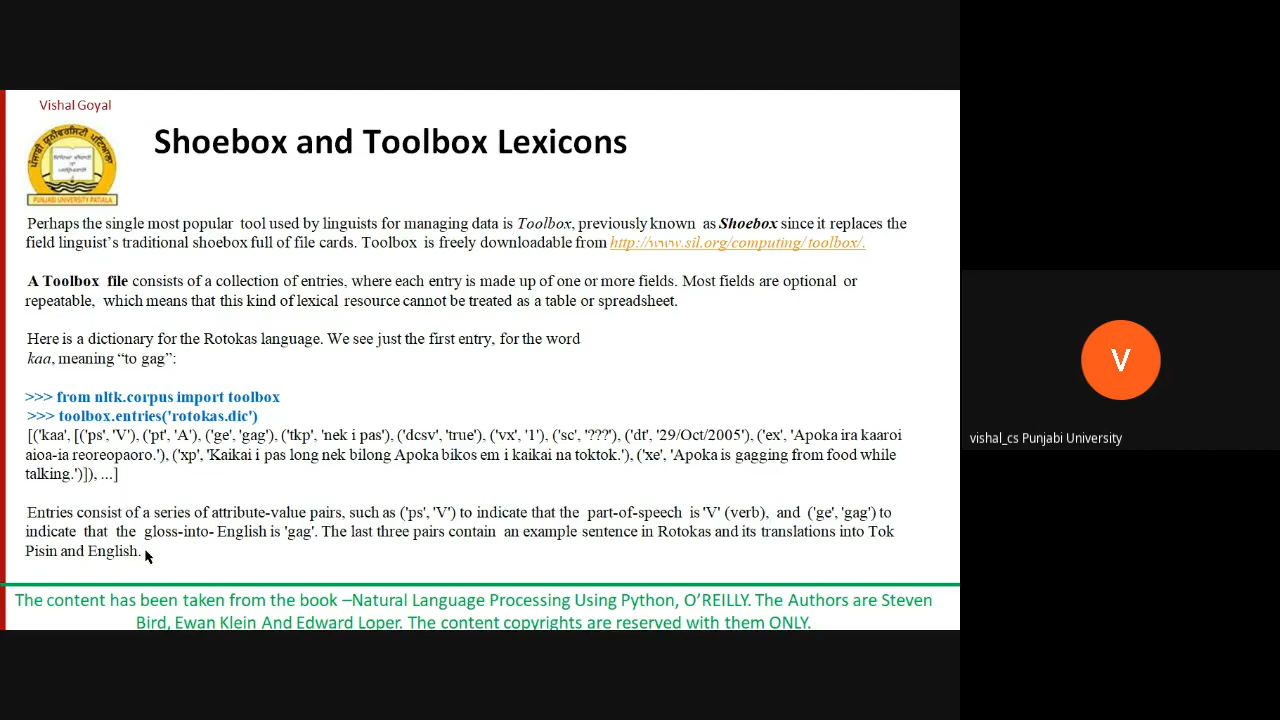 Vishal Goyal
Shoebox and Toolbox Lexicons
PUNJABI UNIVERSITY PATIALA
Perhaps the single most popular tool used by linguists for managing data is Toolbox, previously known as Shoebox since it replaces the
field linguist's traditional shoebox full of file cards. Toolbox is freely downloadable from http://www.sil.org/computing/ toolbox/.
A Toolbox file consists of a collection of entries, where each entry is made up of one or more fields. Most fields are optional or
repeatable, which means that this kind of lexical resource cannot be treated as a table or spreadsheet.
Here is a dictionary for the Rotokas language. We see just the first entry, for the word
kaa, meaning “to gag”:
>>> from nltk.corpus import toolbox
>>> toolbox.entries('rotokas.dic')
[('kaa', [('ps', 'V'), ('pt', 'A'), ('ge', 'gag'), ('tkp', 'nek i pas'), ('dcsv', 'true'), ('vx', '1'), ('sc', '???'), ('dt', '29/Oct/2005'), ('ex', 'Apoka ira kaaroi
aioa-ia reoreopaoro.'), ('xp', 'Kaikai i pas long nek bilong Apoka bikos em i kaikai na toktok.'), ('xe', 'Apoka is gagging from food while
talking.')]), ...]
Entries consist of a series of attribute-value pairs, such as ('ps', 'V') to indicate that the part-of-speech is 'V' (verb), and ('ge', 'gag') to
indicate that the gloss-into- English is 'gag'. The last three pairs contain an example sentence in Rotokas and its translations into Tok
Pisin and English.
The content has been taken from the book –Natural Language Processing Using Python, O’REILLY. The Authors are Steven
Bird, Ewan Klein And Edward Loper. The content copyrights are reserved with them ONLY.
V
vishal_cs Punjabi University